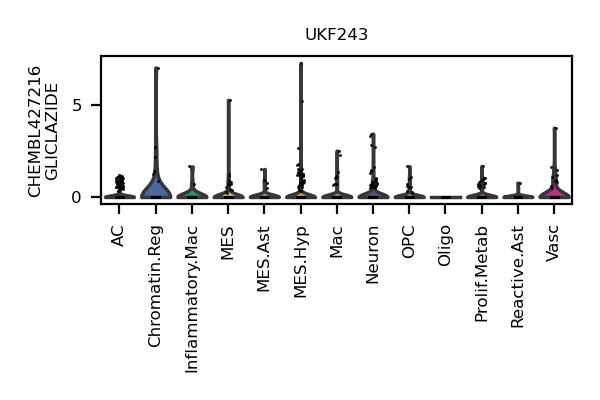 UKF243
CHEMBL427216
GLICLAZIDE
5
0
AC
Chromatin.Reg
Inflammatory.Mac
MES
MES.Ast
MES.Hyp
Mac
Neuron
OPC
Oligo
Prolif.Metab
Reactive.Ast
Vasc